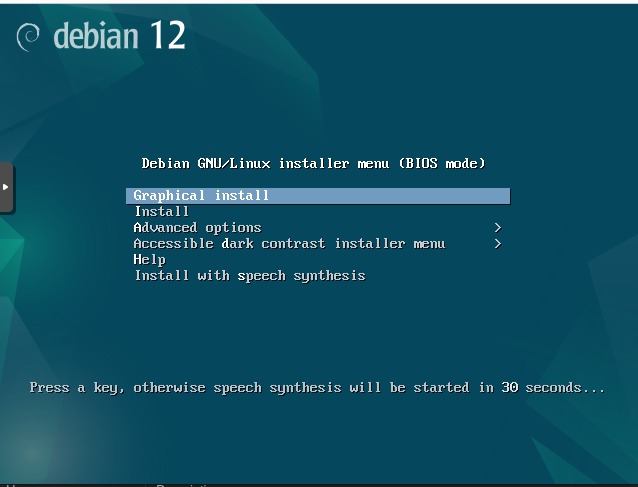 debian 12
Debian GNU/Linux installer menu (BIOS mode)
Graphical install
Install
Advanced options >
Accessible dark contrast installer menu >
Help
Install with speech synthesis
Press a key, otherwise speech synthesis will be started in 30 seconds...